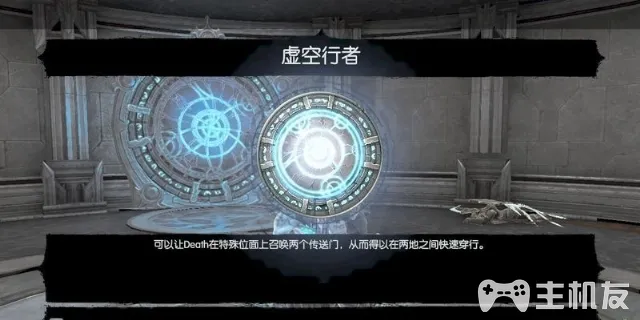 虚空行者
可以让Death在特殊位面上召唤两个传送门，从而得以在两地之间快速穿行。
主机友